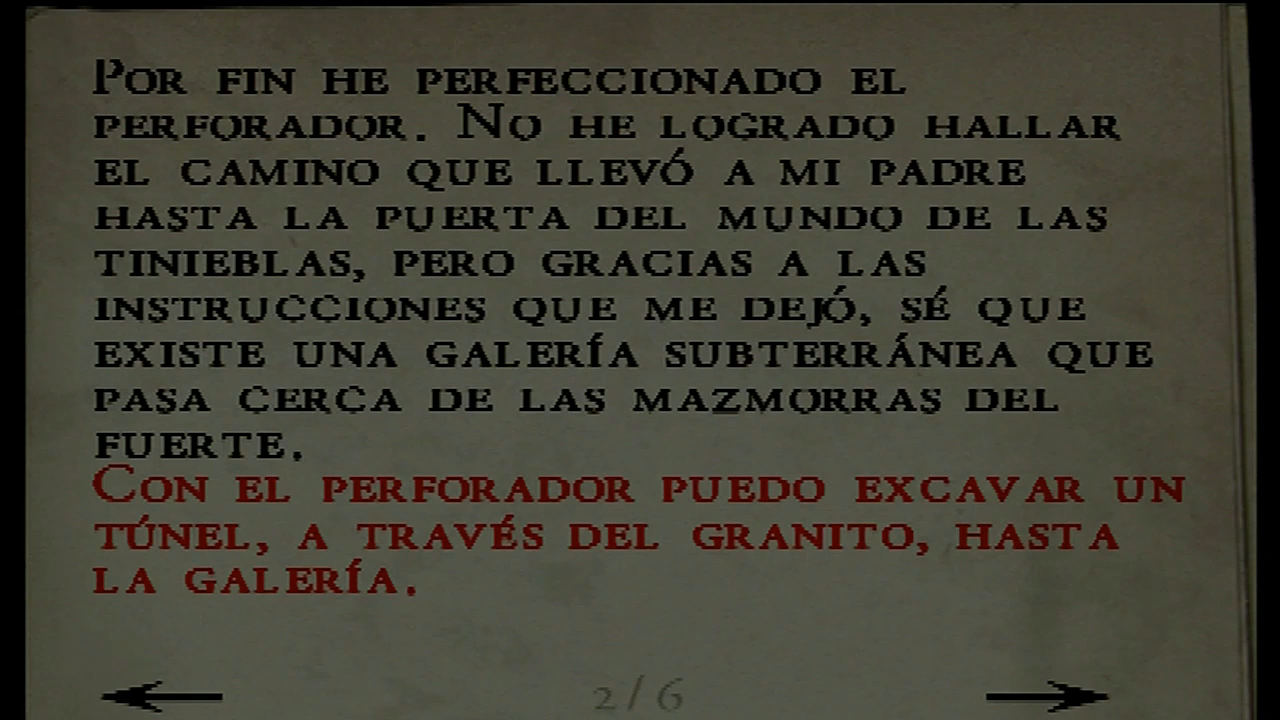 Por fin he perfeccionado el
perforador. No he logrado hallar
el camino que llevó a mi padre
hasta la puerta del mundo de las
tinieblas, pero gracias a las
instrucciones que me dejó, sé que
existe una galería subterránea que
pasa cerca de las mazmorras del
fuerte.
Con el perforador puedo excavar un
túnel, a través del granito, hasta
la galería.
2/6